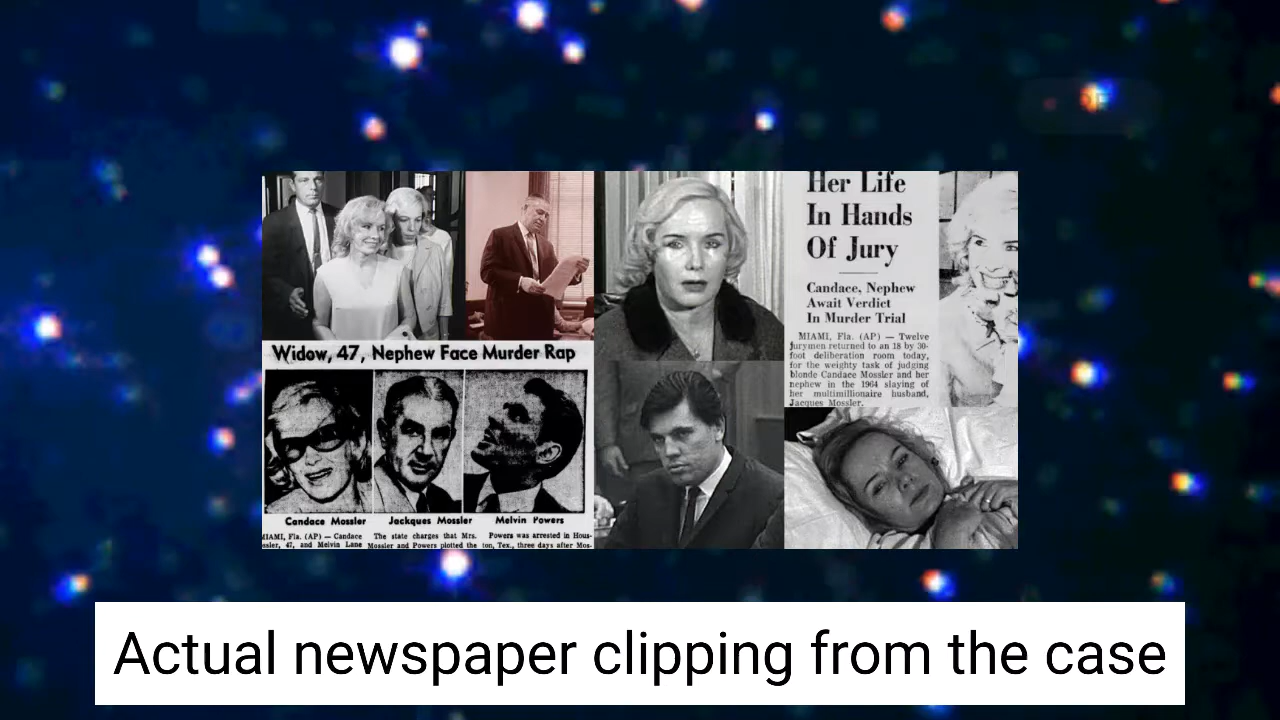 Her Life
In Hands
Of Jury
Candace, Nephew
Await Verdict
In Murder Trial
MIAMI, Fla. (AP) — Twelve
jurymen returned to an 18 by 30-
foot deliberation room today,
for the weighty task of judging
blonde Candace Mossler and her
nephew in the 1964 slaying of
her multimillionaire husband,
Jacques Mossler.
Widow, 47, Nephew Face Murder Rap
Candace Mossler
Jackques Mossler
Melvin Powers
MIAMI, Fla. (AP) — Candace
ssler, 47, and Melvin Lane
The state charges that Mrs.
Mossler and Powers plotted the
Powers was arrested in Hous-
ton, Tex., three days after Mos-
Actual newspaper clipping from the case